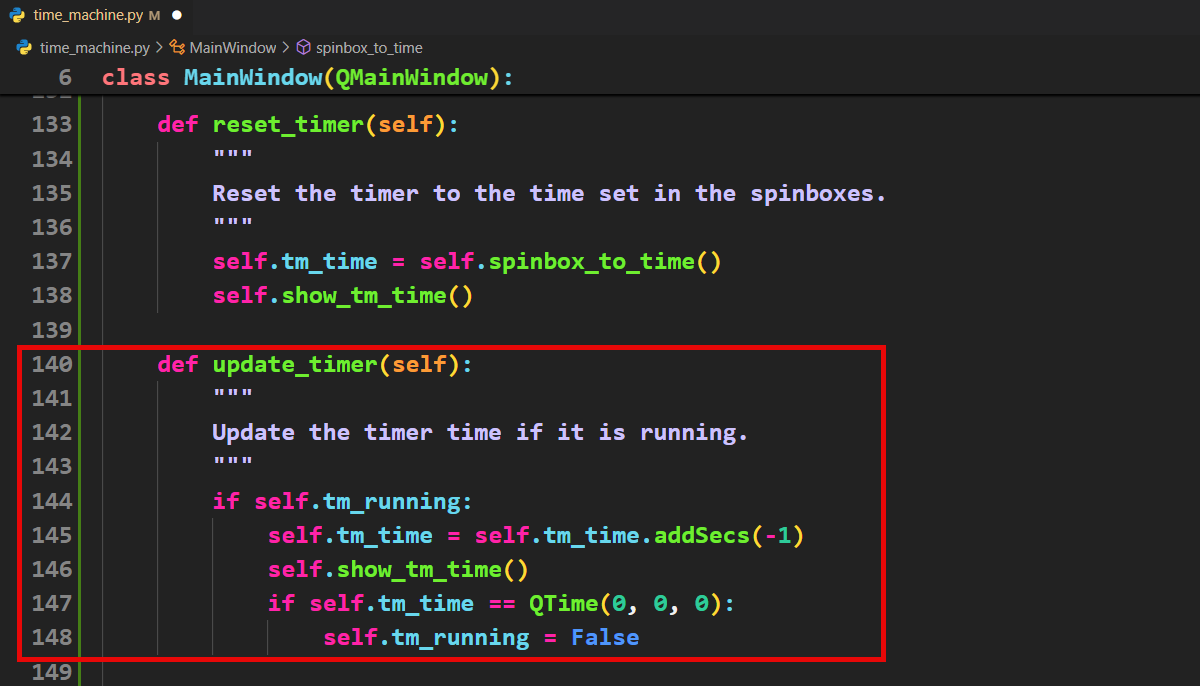 time_machine.py M
time_machine.py > MainWindow > spinbox_to_time
6 class MainWindow(QMainWindow):
133 def reset_timer(self):
134 """
135 Reset the timer to the time set in the spinboxes.
136 """
137 self.tm_time = self.spinbox_to_time()
138 self.show_tm_time()
139
140 def update_timer(self):
141 """
142 Update the timer time if it is running.
143 """
144 if self.tm_running:
145 self.tm_time = self.tm_time.addSecs(-1)
146 self.show_tm_time()
147 if self.tm_time == QTime(0, 0, 0):
148 self.tm_running = False
149